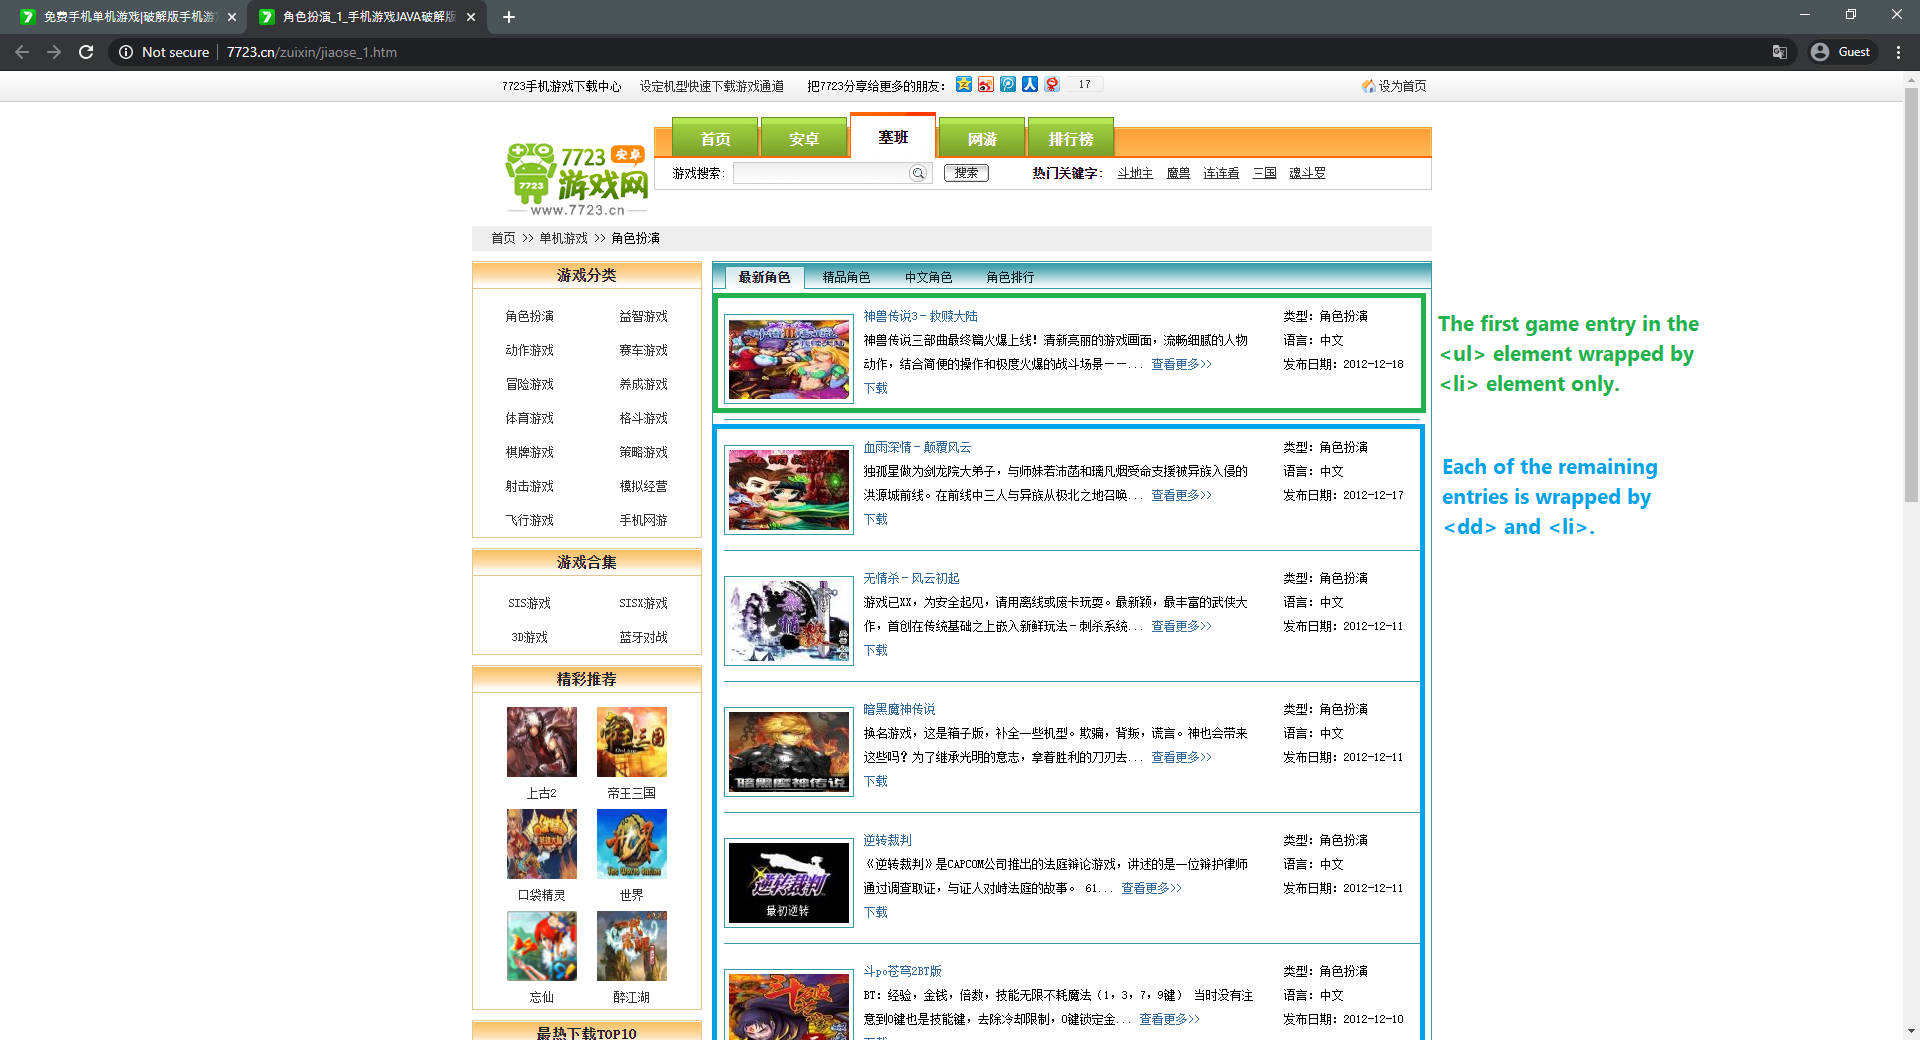 免费手机单机游戏|破解版手机游
角色扮演_1_手机游戏JAVA破解版
Not secure
7723.cn/zuixin/jiaose_1.htm
Guest
7723手机游戏下载中心
设定机型快速下载游戏通道
把7723分享给更多的朋友:
17
设为首页
7723 安卓
游戏网
7723
www.7723.cn
首页
安卓
塞班
网游
排行榜
游戏搜索:
搜索
热门关键字: 斗地主 魔兽 连连看 三国 魂斗罗
首页 >> 单机游戏 >> 角色扮演
游戏分类
角色扮演 益智游戏
动作游戏 赛车游戏
冒险游戏 养成游戏
体育游戏 格斗游戏
棋牌游戏 策略游戏
射击游戏 模拟经营
飞行游戏 手机网游
游戏合集
SIS游戏 SISX游戏
3D游戏 蓝牙对战
精彩推荐
上古2 帝王三国
口袋精灵 世界
忘仙 醉江湖
最热下载TOP10
最新角色 精品角色 中文角色 角色排行
神兽传说3－救赎大陆
神兽传说三部曲最终篇火爆上线！清新亮丽的游戏画面，流畅细腻的人物
动作，结合简便的操作和极度火爆的战斗场景——... 查看更多>>
下载
类型：角色扮演
语言：中文
发布日期：2012-12-18
血雨深情－颠覆风云
独孤星做为剑龙院大弟子，与师妹若沛菡和璃凡烟受命支援被异族入侵的
洪源城前线。在前线中三人与异族从极北之地召唤... 查看更多>>
下载
类型：角色扮演
语言：中文
发布日期：2012-12-17
无情杀－风云初起
游戏已XX，为安全起见，请用离线或废卡玩耍。最新颖，最丰富的武侠大
作，首创在传统基础之上嵌入新鲜玩法－刺杀系统... 查看更多>>
下载
类型：角色扮演
语言：中文
发布日期：2012-12-11
暗黑魔神传说
换名游戏，这是箱子版，补全一些机型。欺骗，背叛，谎言。神也会带来
这些吗？为了继承光明的意志，拿着胜利的刀刃去... 查看更多>>
下载
类型：角色扮演
语言：中文
发布日期：2012-12-11
暗黑魔神传说
逆转裁判
《逆转裁判》是CAPCOM公司推出的法庭辩论游戏，讲述的是一位辩护律师
通过调查取证，与证人对峙法庭的故事。 61... 查看更多>>
下载
类型：角色扮演
语言：中文
发布日期：2012-12-11
逆转裁判
最初逆转
斗po苍穹2BT版
BT：经验，金钱，倍数，技能无限不耗魔法（1，3，7，9键） 当时没有注
意到0键也是技能键，去除冷却限制，0键锁定金... 查看更多>>
类型：角色扮演
语言：中文
发布日期：2012-12-10
The first game entry in the
<ul> element wrapped by
<li> element only.
Each of the remaining
entries is wrapped by
<dd> and <li>.